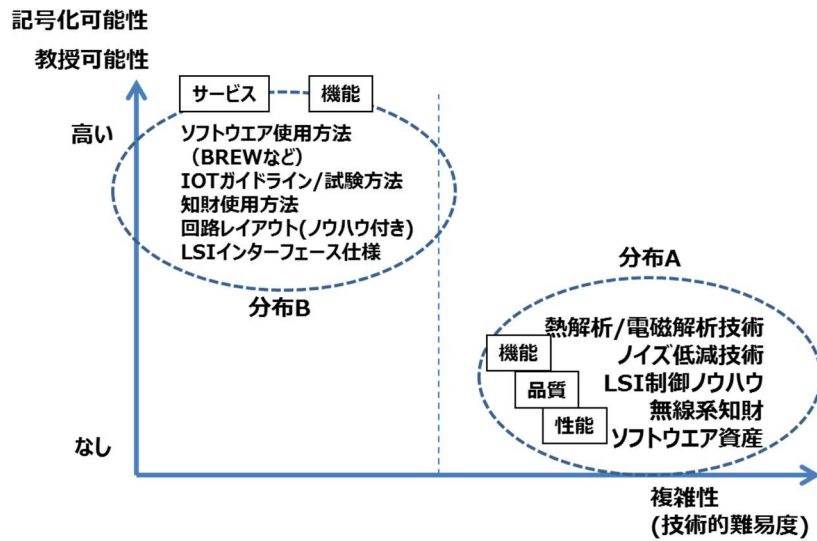 記号化可能性
教授可能性
サービス
機能
高い
ソフトウエア使用方法
(BREWなど)
IOTガイドライン/試験方法
知財使用方法
回路レイアウト(ノウハウ付き)
LSIインターフェース仕様
分布B
分布A
熱解析/電磁解析技術
機能
ノイズ低減技術
品質
LSI制御ノウハウ
無線系知財
性能
ソフトウエア資産
なし
複雑性
(技術的難易度)